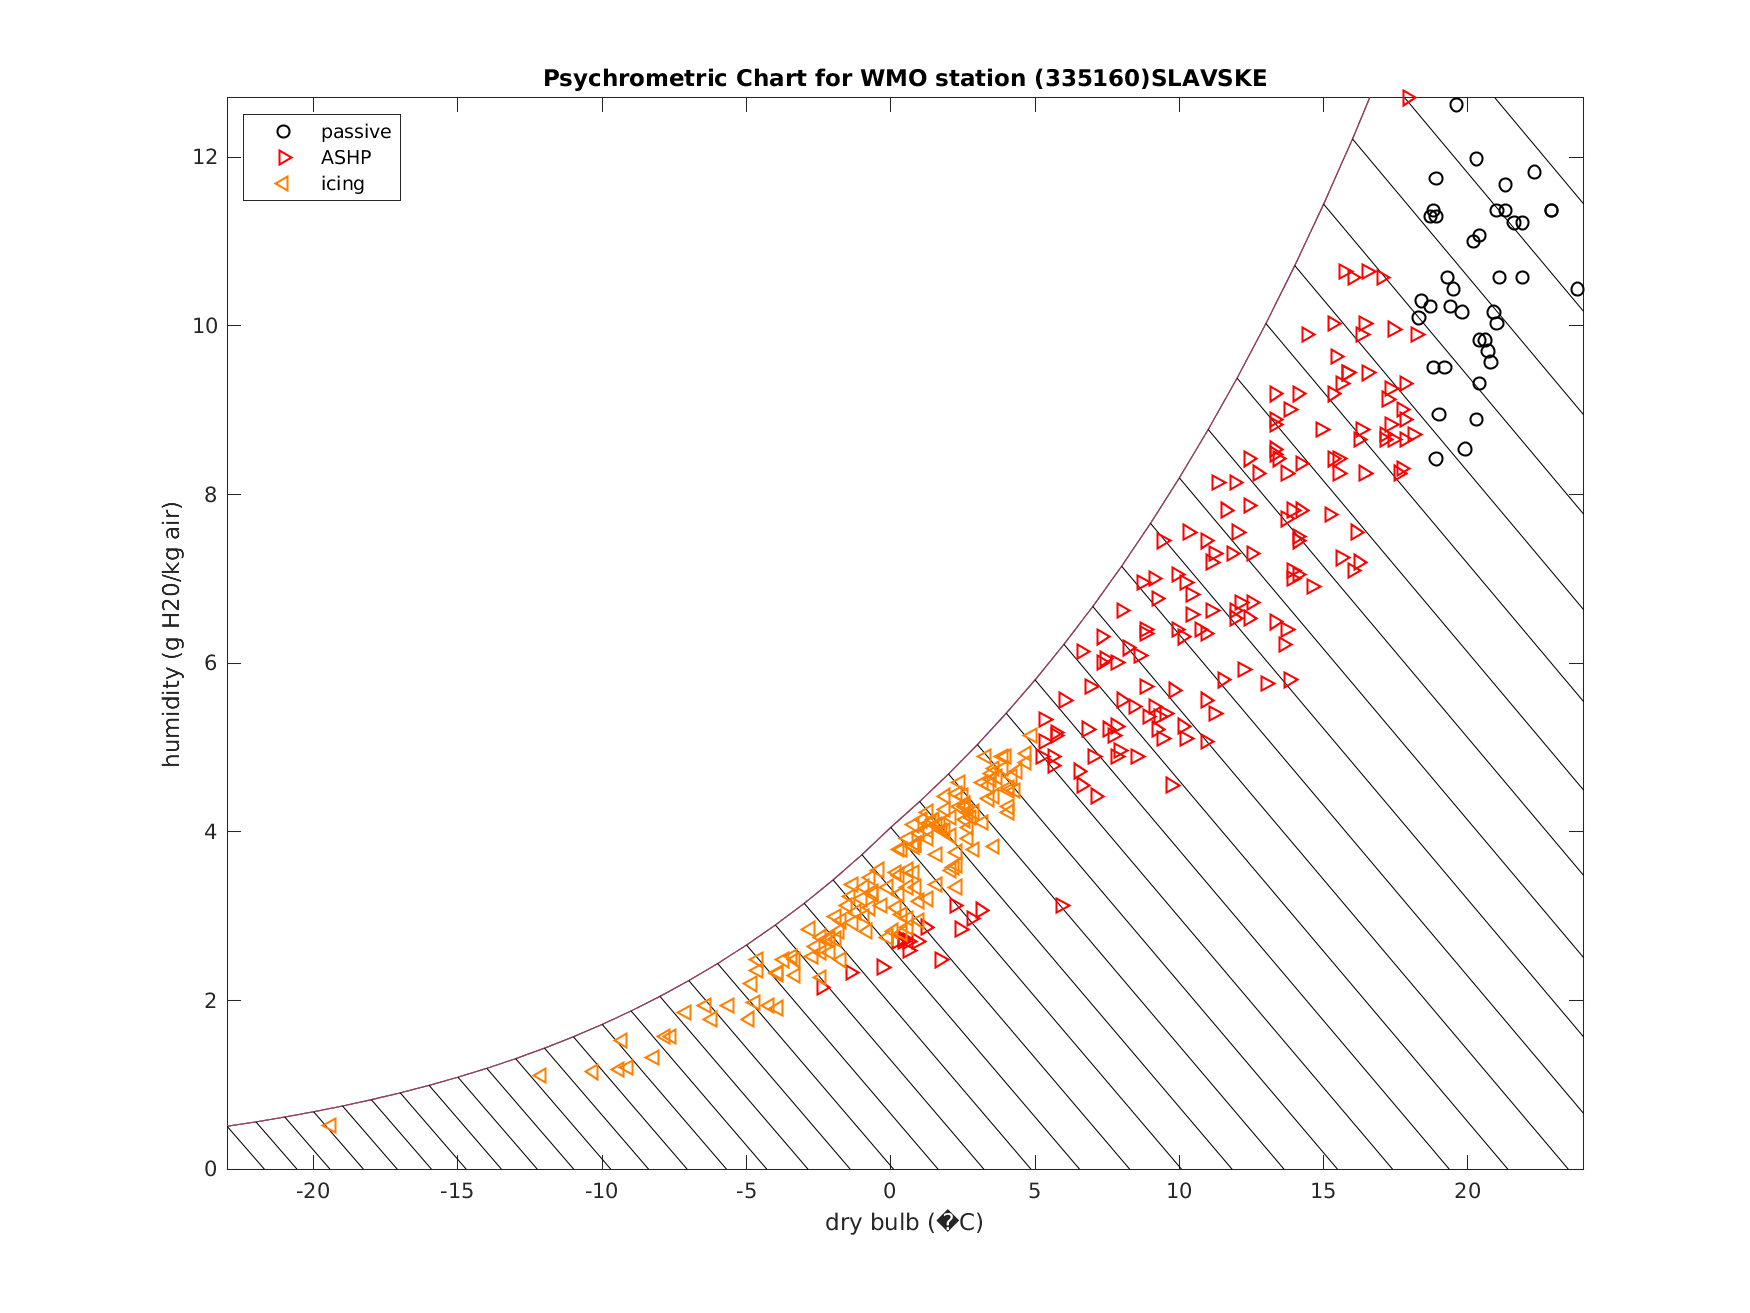 Psychrometric Chart for WMO station (335160)SLAVSKE
passive
ASHP
icing
12
10
8
6
4
2
0
humidity (g H20/kg air)
-20 -15 -10 -5 0 5 10 15 20
dry bulb (�C)